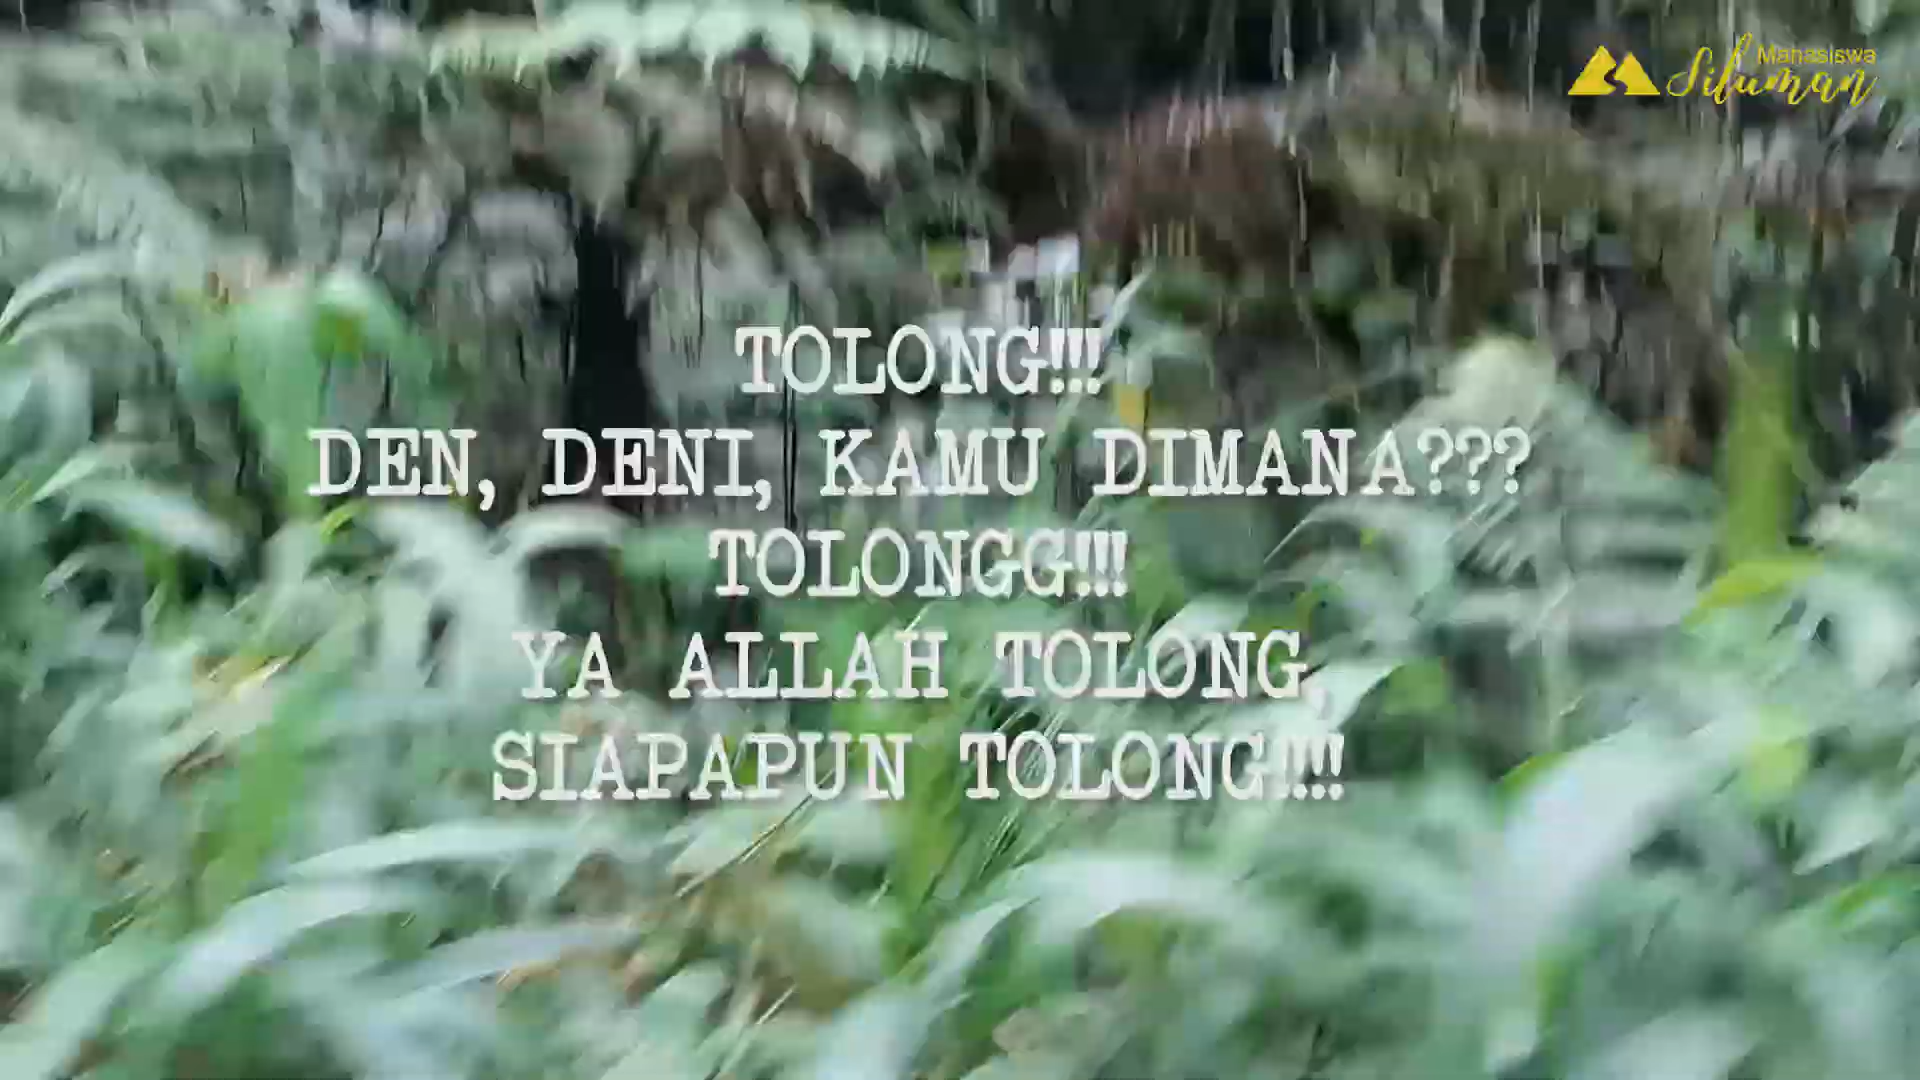 Mahasiswa
Siluman
TOLONG!!!
DEN, DENI, KAMU DIMANA???
TOLONGG!!!
YA ALLAH TOLONG,
SIAPAPUN TOLONG!!!!